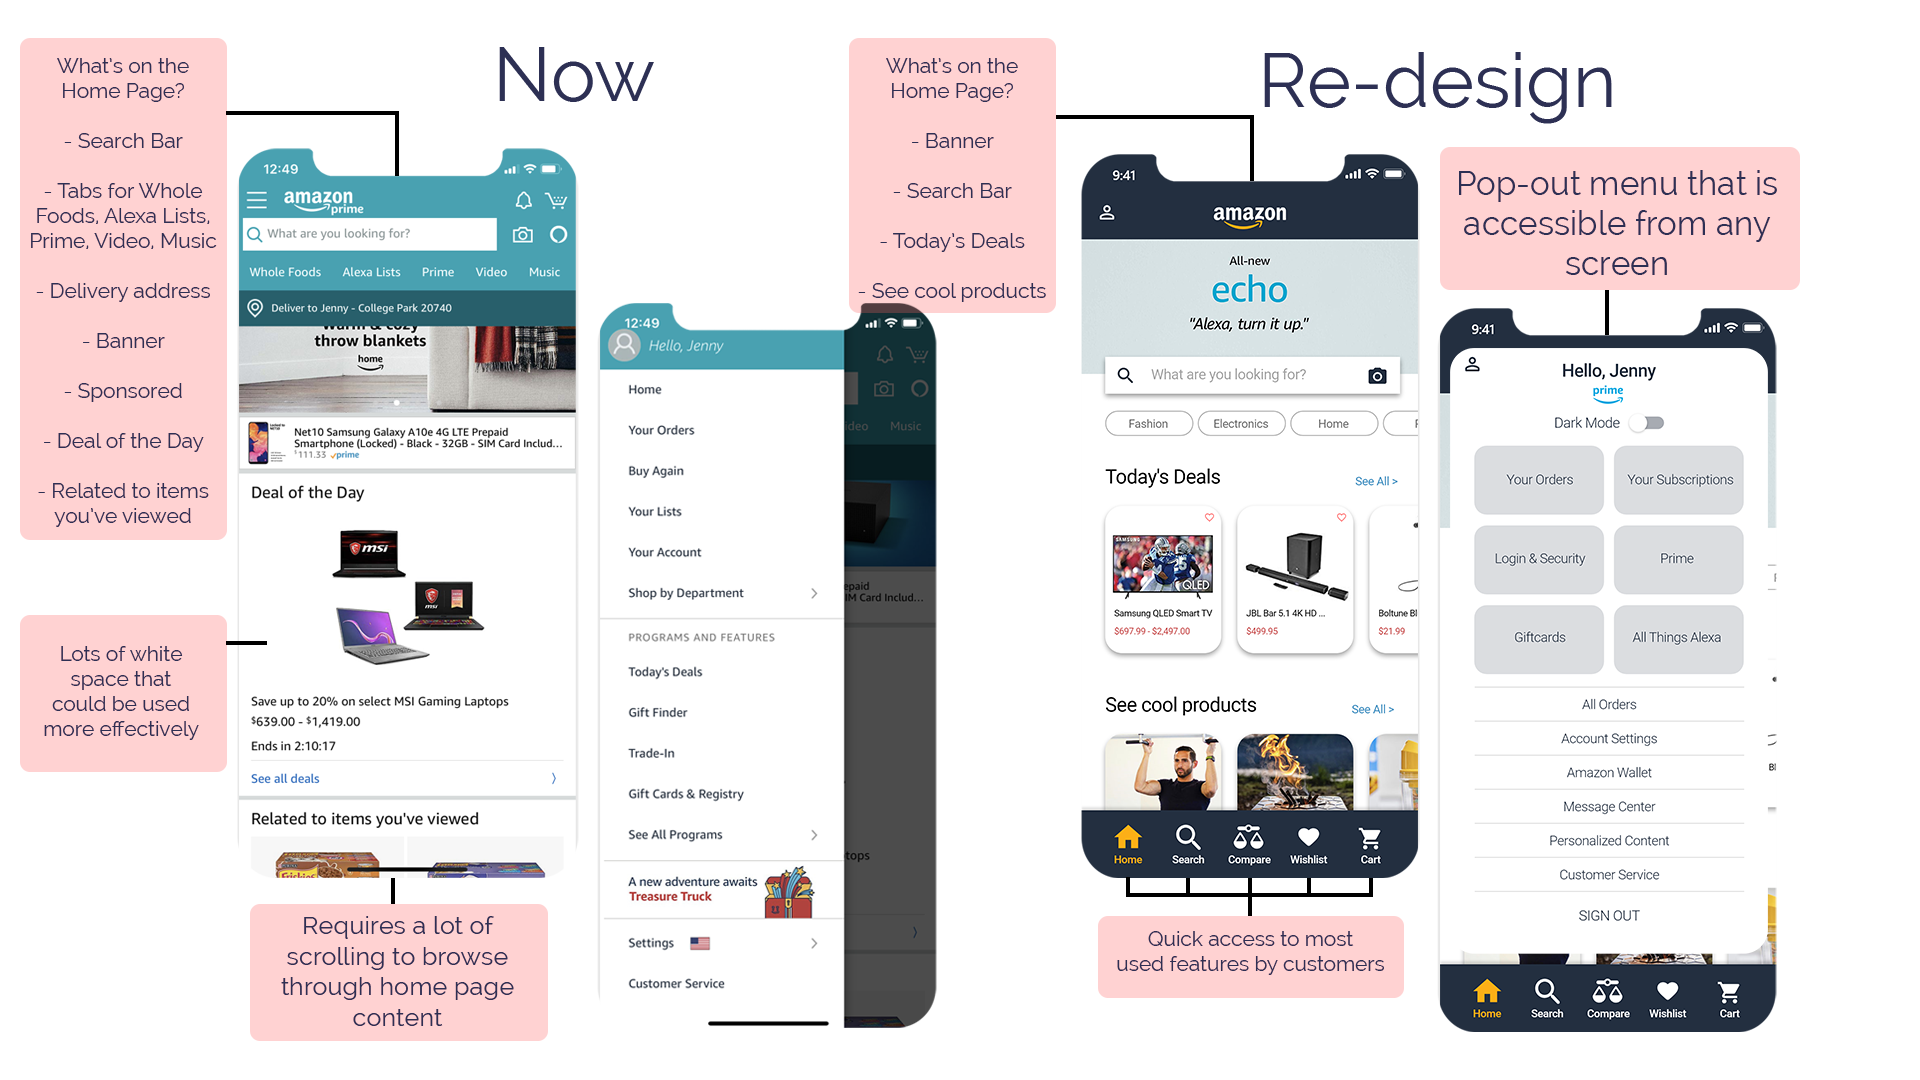 Now
Re-design
What's on the
Home Page?
- Search Bar
- Tabs for Whole
Foods, Alexa Lists,
Prime, Video, Music
- Delivery address
- Banner
- Sponsored
- Deal of the Day
- Related to items
you've viewed
Lots of white
space that
could be used
more effectively
12:49
amazon
prime
What are you looking for?
Whole Foods Alexa Lists Prime Video Music
Deliver to Jenny - College Park 20740
throw blankets
home
Net10 Samsung Galaxy A10e 4G LTE Prepaid
Smartphone (Locked) - Black - 32GB - SIM Card Includ...
$111.33 prime
Deal of the Day
msi
msi
Save up to 20% on select MSI Gaming Laptops
$639.00 - $1,419.00
Ends in 2:10:17
See all deals
Related to items you've viewed
Friskies
Requires a lot of
scrolling to browse
through home page
content
12:49
Hello, Jenny
Home
Your Orders
Buy Again
Your Lists
Your Account
Shop by Department
PROGRAMS AND FEATURES
Today's Deals
Gift Finder
Trade-In
Gift Cards & Registry
See All Programs
A new adventure awaits
Treasure Truck
Settings
Customer Service
ideo Music
epaid
IM Card Includ...
tops
What's on the
Home Page?
- Banner
- Search Bar
- Today's Deals
- See cool products
9:41
amazon
All-new
echo
"Alexa, turn it up."
What are you looking for?
Fashion Electronics Home F
Today's Deals See All >
SAMSUNG
QLED
Samsung QLED Smart TV
$697.99 - $2,497.00
JBL Bar 5.1 4K HD ...
$499.95
Boltune Bl
$21.99
See cool products See All >
Home Search Compare Wishlist Cart
Quick access to most
used features by customers
Pop-out menu that is
accessible from any
screen
9:41
Hello, Jenny
prime
Dark Mode
Your Orders Your Subscriptions
Login & Security Prime
Giftcards All Things Alexa
All Orders
Account Settings
Amazon Wallet
Message Center
Personalized Content
Customer Service
SIGN OUT
Bl
Home Search Compare Wishlist Cart